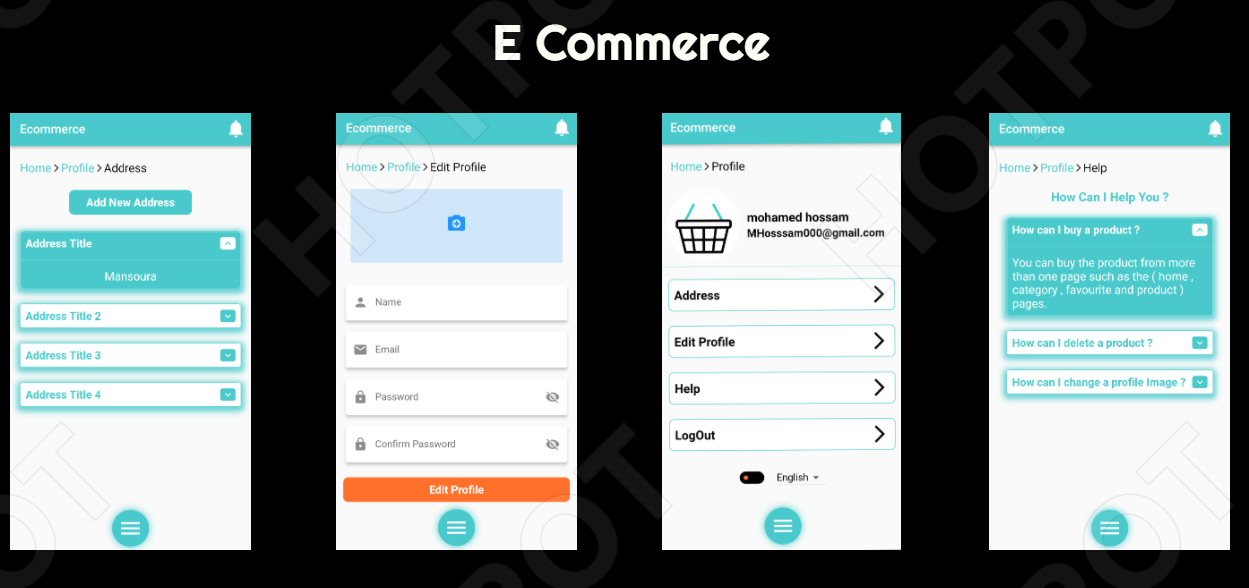 E Commerce
Ecommerce
Home > Profile > Address
Add New Address
Address Title
Mansoura
Address Title 2
Address Title 3
Address Title 4
Ecommerce
Home > Profile > Edit Profile
Name
Email
Password
Confirm Password
Edit Profile
Ecommerce
Home > Profile
mohamed hossam
MHosssam000@gmail.com
Address
Edit Profile
Help
LogOut
English
Ecommerce
Home > Profile > Help
How Can I Help You ?
How can I buy a product ?
You can buy the product from more
than one page such as the ( home ,
category , favourite and product )
pages.
How can I delete a product ?
How can I change a profile Image ?
HOTPOT
HOTPOT
HOT
HOT